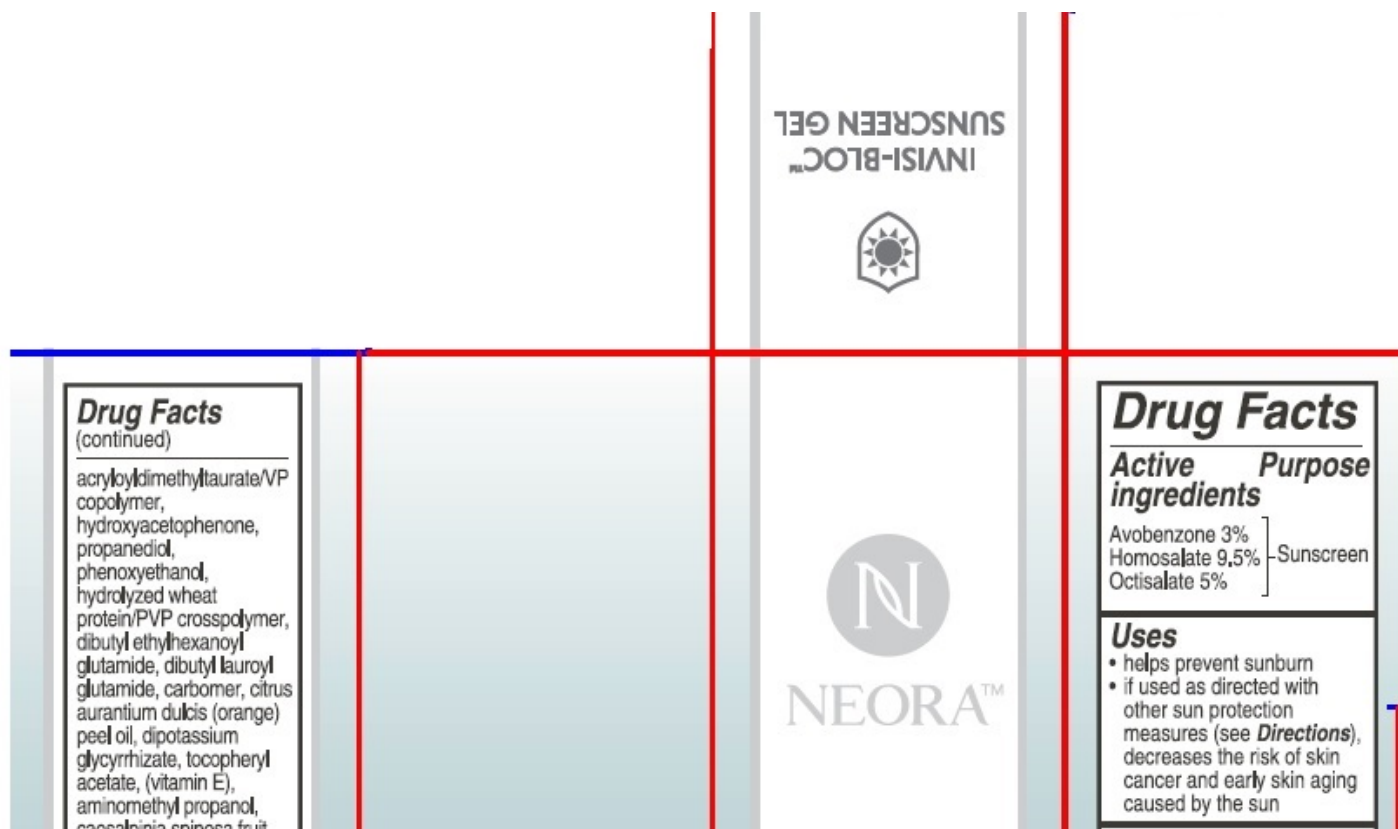 INVISI-BLOC™
SUNSCREEN GEL
Drug Facts
(continued)
acryloyldimethyltaurate/VP
copolymer,
hydroxyacetophenone,
propanediol,
phenoxyethanol,
hydrolyzed wheat
protein/PVP crosspolymer,
dibutyl ethylhexanoyl
glutamide, dibutyl lauroyl
glutamide, carbomer, citrus
aurantium dulcis (orange)
peel oil, dipotassium
glycyrrhizate, tocopheryl
acetate, (vitamin E),
aminomethyl propanol,
caesalpinia spinosa fruit
N
NEORA™
Drug Facts
Active Purpose
ingredients
Avobenzone 3%
Homosalate 9.5% Sunscreen
Octisalate 5%
Uses
• helps prevent sunburn
• if used as directed with
other sun protection
measures (see Directions),
decreases the risk of skin
cancer and early skin aging
caused by the sun